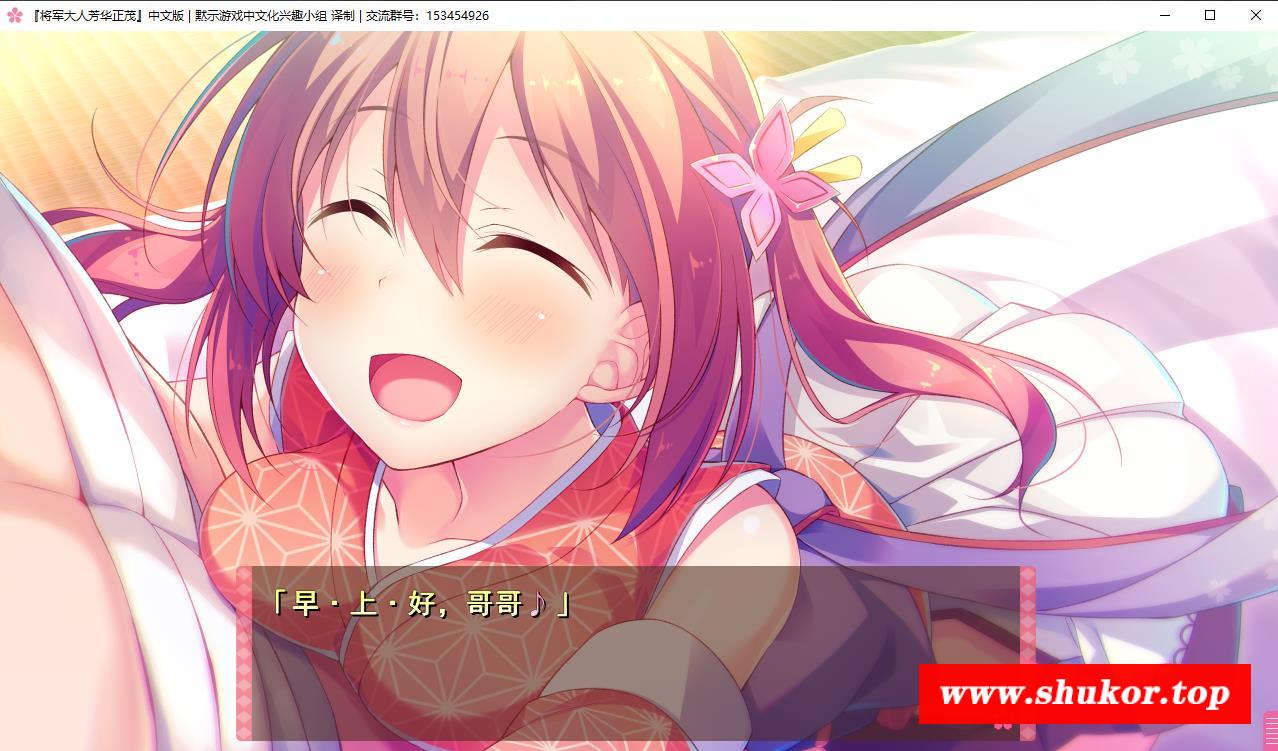 『将军大人芳华正茂』中文版 | 默示游戏中文化兴趣小组 译制 | 交流群号：153454926
「早·上·好，哥哥♪」
www.shukor.top